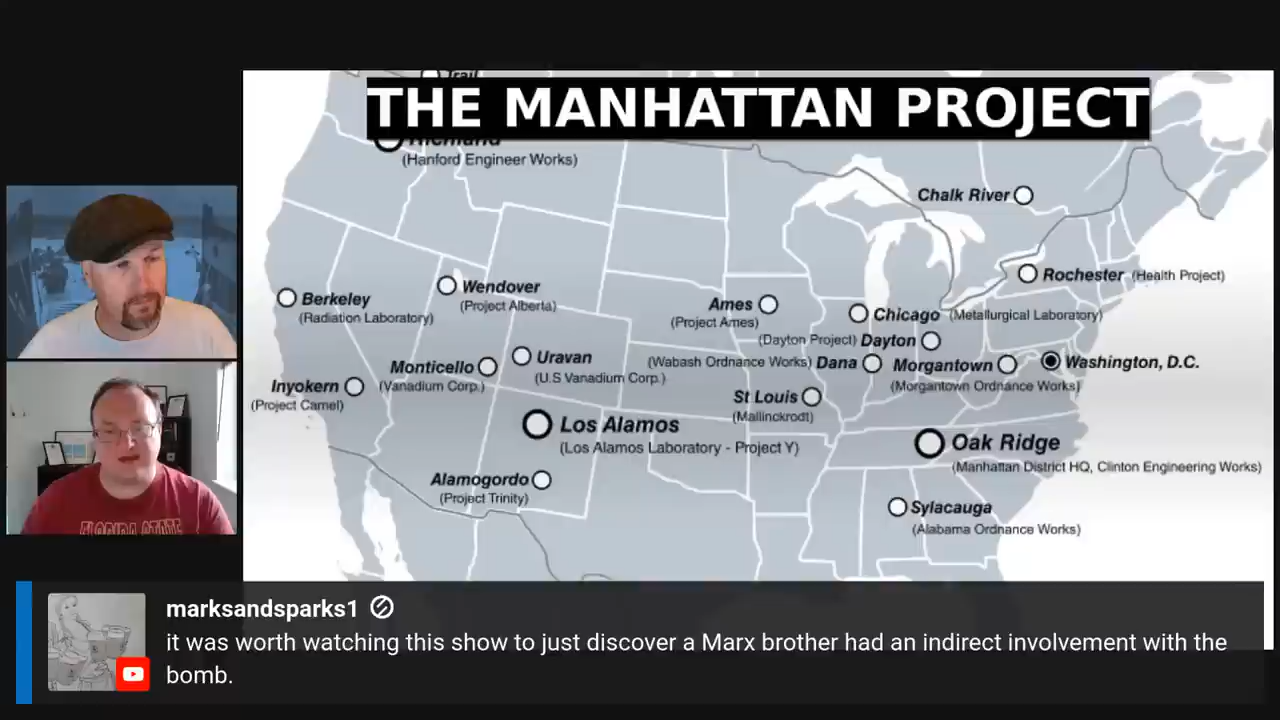 Trail
THE MANHATTAN PROJECT
Richland
(Hanford Engineer Works)
Chalk River
Rochester (Health Project)
Wendover
(Project Alberta)
Berkeley
(Radiation Laboratory)
Ames
(Project Ames)
Chicago (Metallurgical Laboratory)
(Dayton Project) Dayton
Uravan
(U.S Vanadium Corp.)
Monticello
(Vanadium Corp.)
(Wabash Ordnance Works) Dana
Morgantown
(Morgantown Ordnance Works)
Washington, D.C.
Inyokern
(Project Camel)
St Louis
(Mallinckrodt)
Los Alamos
(Los Alamos Laboratory - Project Y)
Oak Ridge
(Manhattan District HQ, Clinton Engineering Works)
Alamogordo
(Project Trinity)
Sylacauga
(Alabama Ordnance Works)
FLORIDA STATE
marksandsparks1
it was worth watching this show to just discover a Marx brother had an indirect involvement with the
bomb.